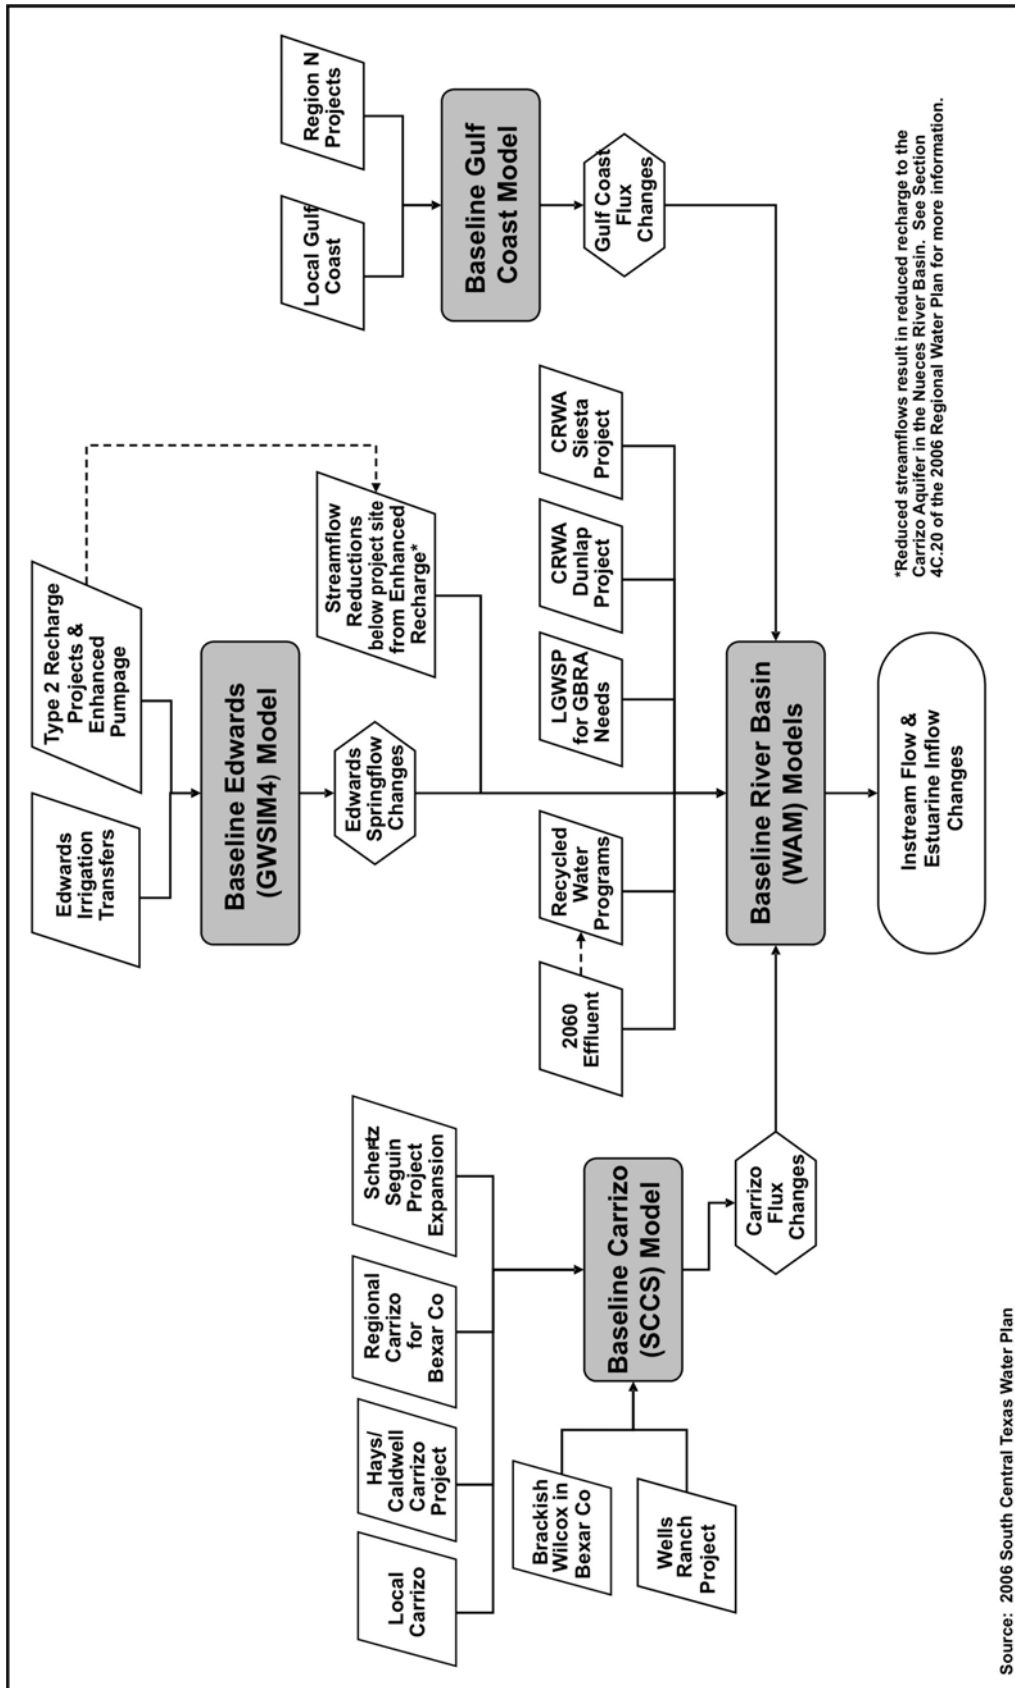 Edwards
Irrigation
Transfers
Type 2 Recharge
Projects &
Enhanced
Pumpage
Baseline Edwards
(GWSIM4) Model
Edwards
Springflow
Changes
Streamflow
Reductions
below project site
from Enhanced
Recharge*
Local Gulf
Coast
Region N
Projects
Baseline Gulf
Coast Model
Gulf Coast
Flux
Changes
Local
Carrizo
Hays/
Caldwell
Carrizo
Project
Regional
Carrizo
for
Bexar Co
Schertz
Seguin
Project
Expansion
Brackish
Wilcox in
Bexar Co
Wells
Ranch
Project
Baseline Carrizo
(SCCS) Model
Carrizo
Flux
Changes
2060
Effluent
Recycled
Water
Programs
LGWSP
for GBRA
Needs
CRWA
Dunlap
Project
CRWA
Siesta
Project
Baseline River Basin
(WAM) Models
Instream Flow &
Estuarine Inflow
Changes
*Reduced streamflows result in reduced recharge to the
Carrizo Aquifer in the Nueces River Basin. See Section
4C.20 of the 2006 Regional Water Plan for more information.
Source: 2006 South Central Texas Water Plan